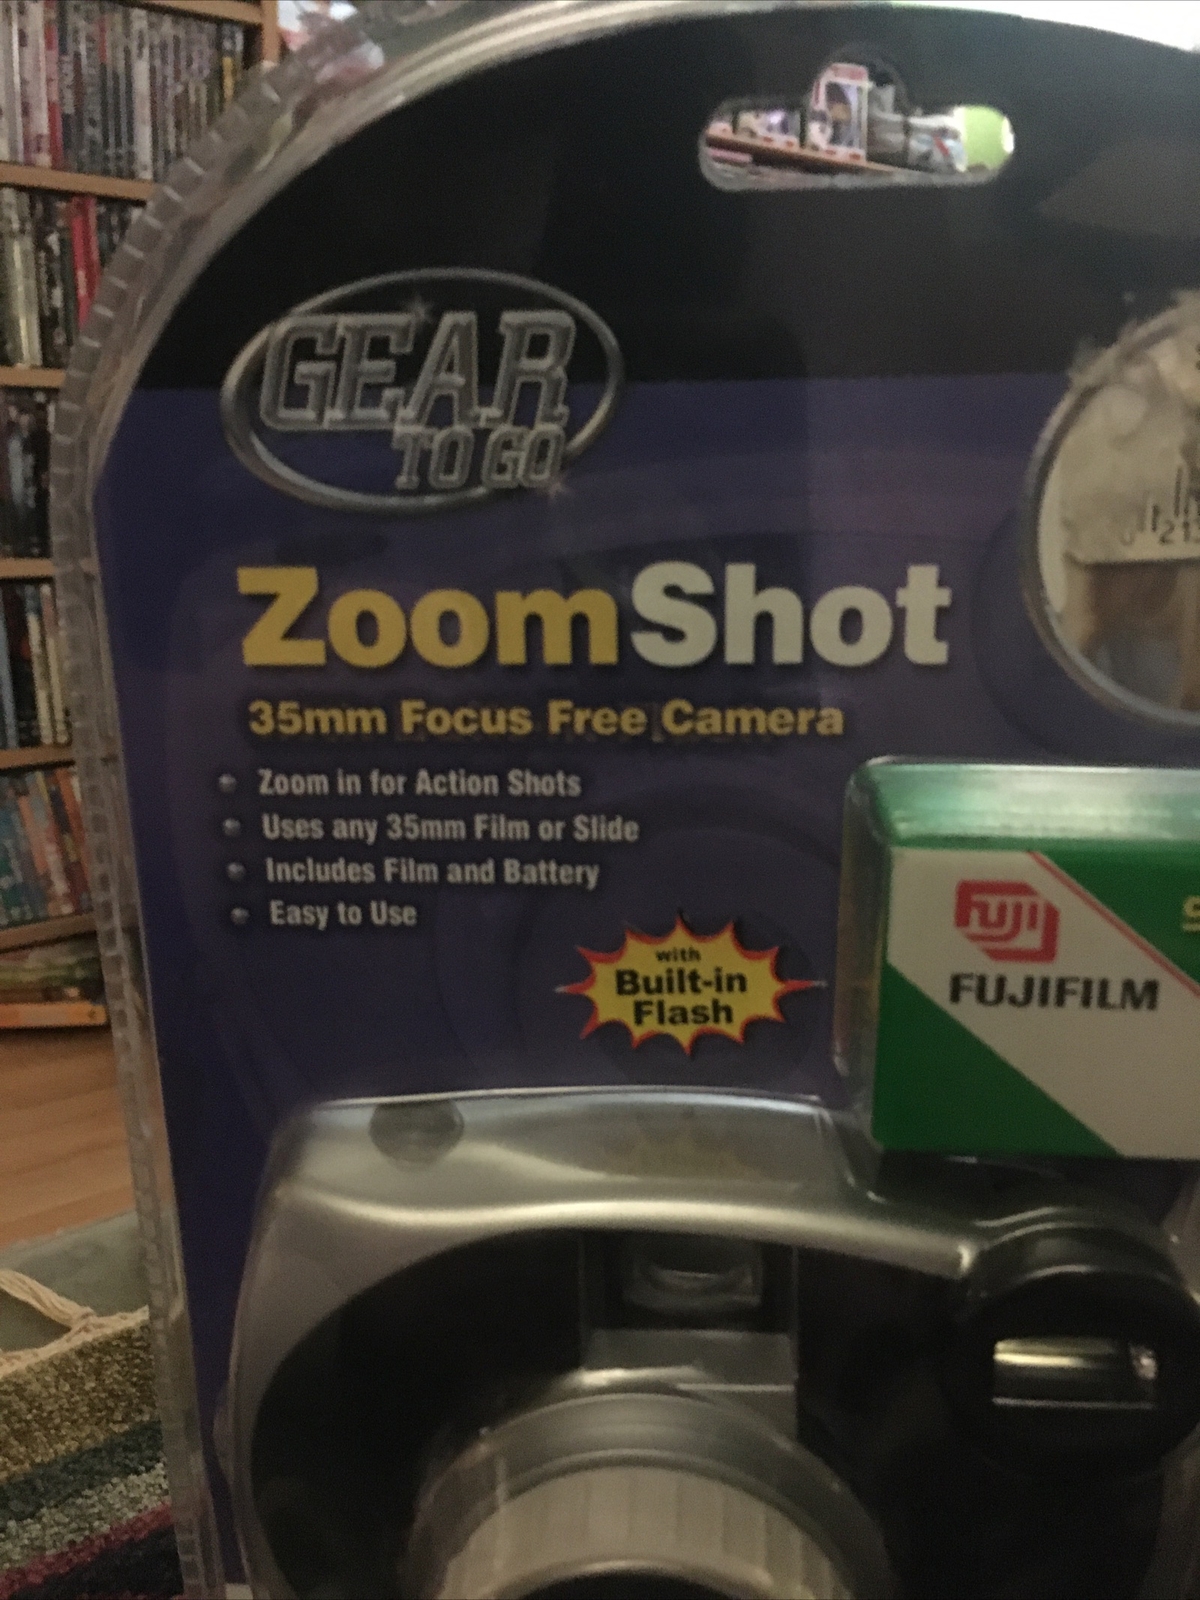 GEAR
TO GO
ZoomShot
35mm Focus Free Camera
Zoom in for Action Shots
Uses any 35mm Film or Slide
Includes Film and Battery
Easy to Use
with
Built-in
Flash
FUJI
FUJIFILM